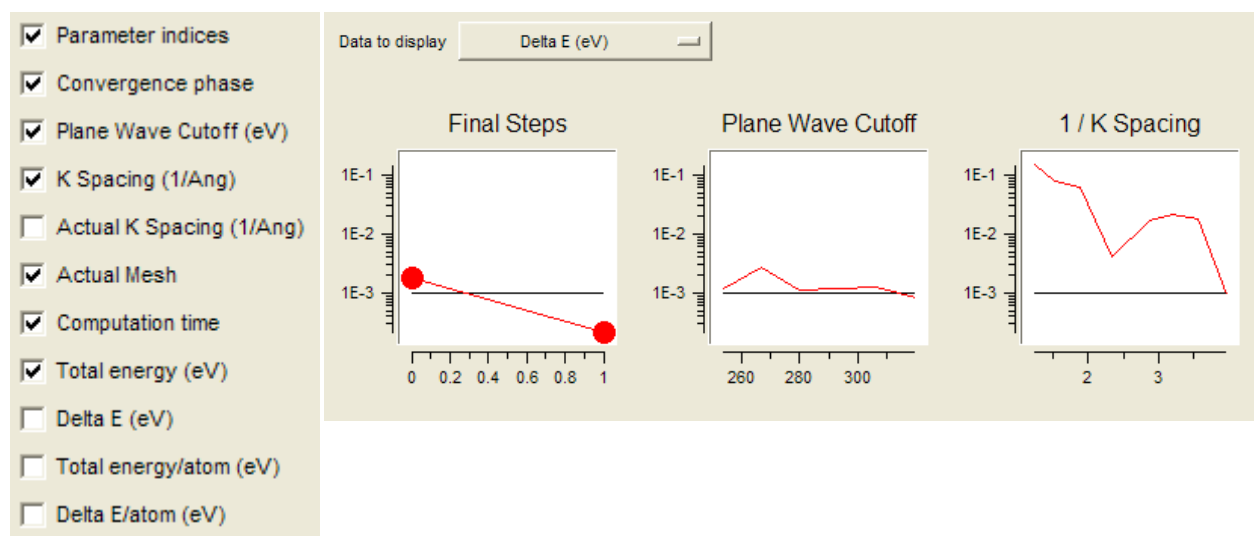 Parameter indices
Convergence phase
Plane Wave Cutoff (eV)
K Spacing (1/Ang)
Actual K Spacing (1/Ang)
Actual Mesh
Computation time
Total energy (eV)
Delta E (eV)
Total energy/atom (eV)
Delta E/atom (eV)
Data to display Delta E (eV)
Final Steps
1E-1
1E-2
1E-3
0 0.2 0.4 0.6 0.8 1
Plane Wave Cutoff
1E-1
1E-2
1E-3
260 280 300
1 / K Spacing
1E-1
1E-2
1E-3
2 3